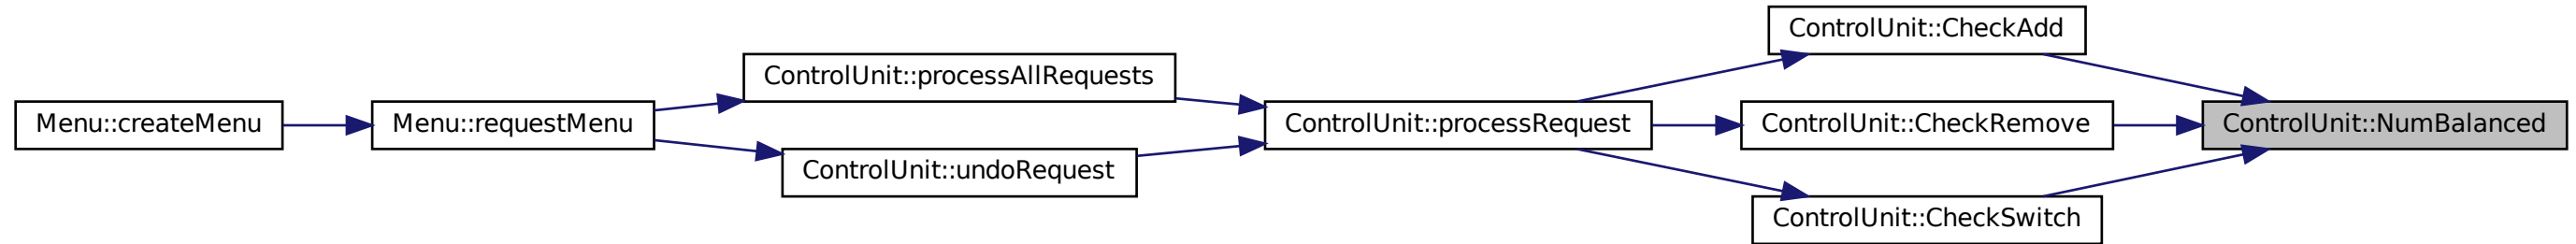 ControlUnit::CheckAdd
ControlUnit::processAllRequests
Menu::createMenu
Menu::requestMenu
ControlUnit::processRequest
ControlUnit::CheckRemove
ControlUnit::NumBalanced
ControlUnit::undoRequest
ControlUnit::CheckSwitch